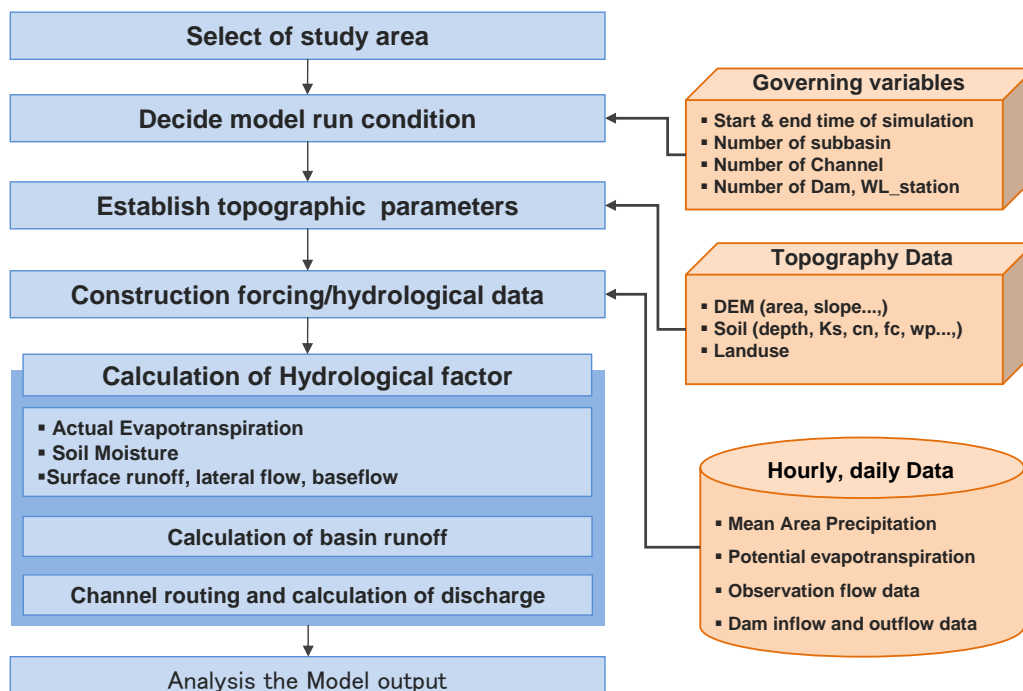 Select of study area
Decide model run condition
Establish topographic parameters
Construction forcing/hydrological data
Calculation of Hydrological factor
▪ Actual Evapotranspiration
▪ Soil Moisture
▪Surface runoff, lateral flow, baseflow
Calculation of basin runoff
Channel routing and calculation of discharge
Analysis the Model output
Governing variables
▪ Start & end time of simulation
▪ Number of subbasin
▪ Number of Channel
▪ Number of Dam, WL_station
Topography Data
▪ DEM (area, slope...,)
▪ Soil (depth, Ks, cn, fc, wp...,)
▪ Landuse
Hourly, daily Data
▪ Mean Area Precipitation
▪ Potential evapotranspiration
▪ Observation flow data
▪ Dam inflow and outflow data